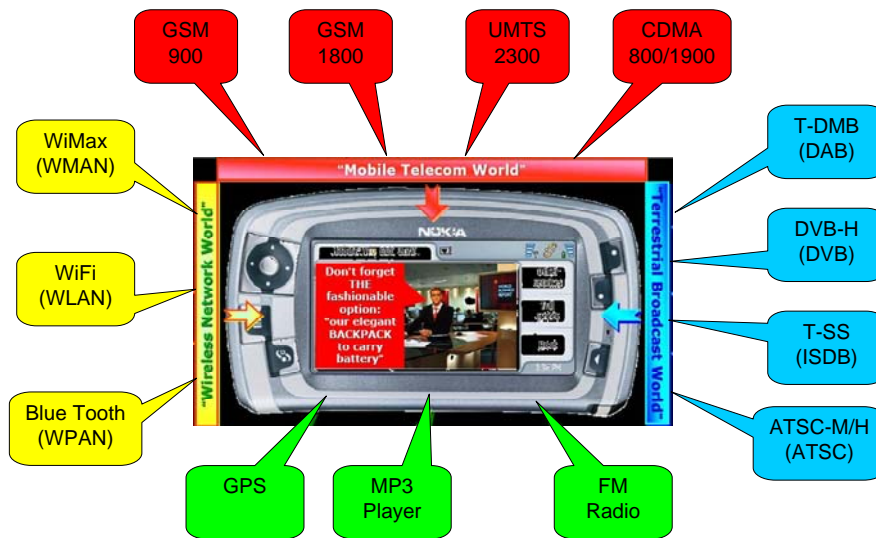 GSM
900
GSM
1800
UMTS
2300
CDMA
800/1900
WiMax
(WMAN)
WiFi
(WLAN)
Blue Tooth
(WPAN)
"Mobile Telecom World"
"Wireless Network World"
NOKIA
Don't forget
THE
fashionable
option:
"our elegant
BACKPACK
to carry
battery"
"Terrestrial Broadcast World"
T-DMB
(DAB)
DVB-H
(DVB)
T-SS
(ISDB)
ATSC-M/H
(ATSC)
GPS
MP3
Player
FM
Radio